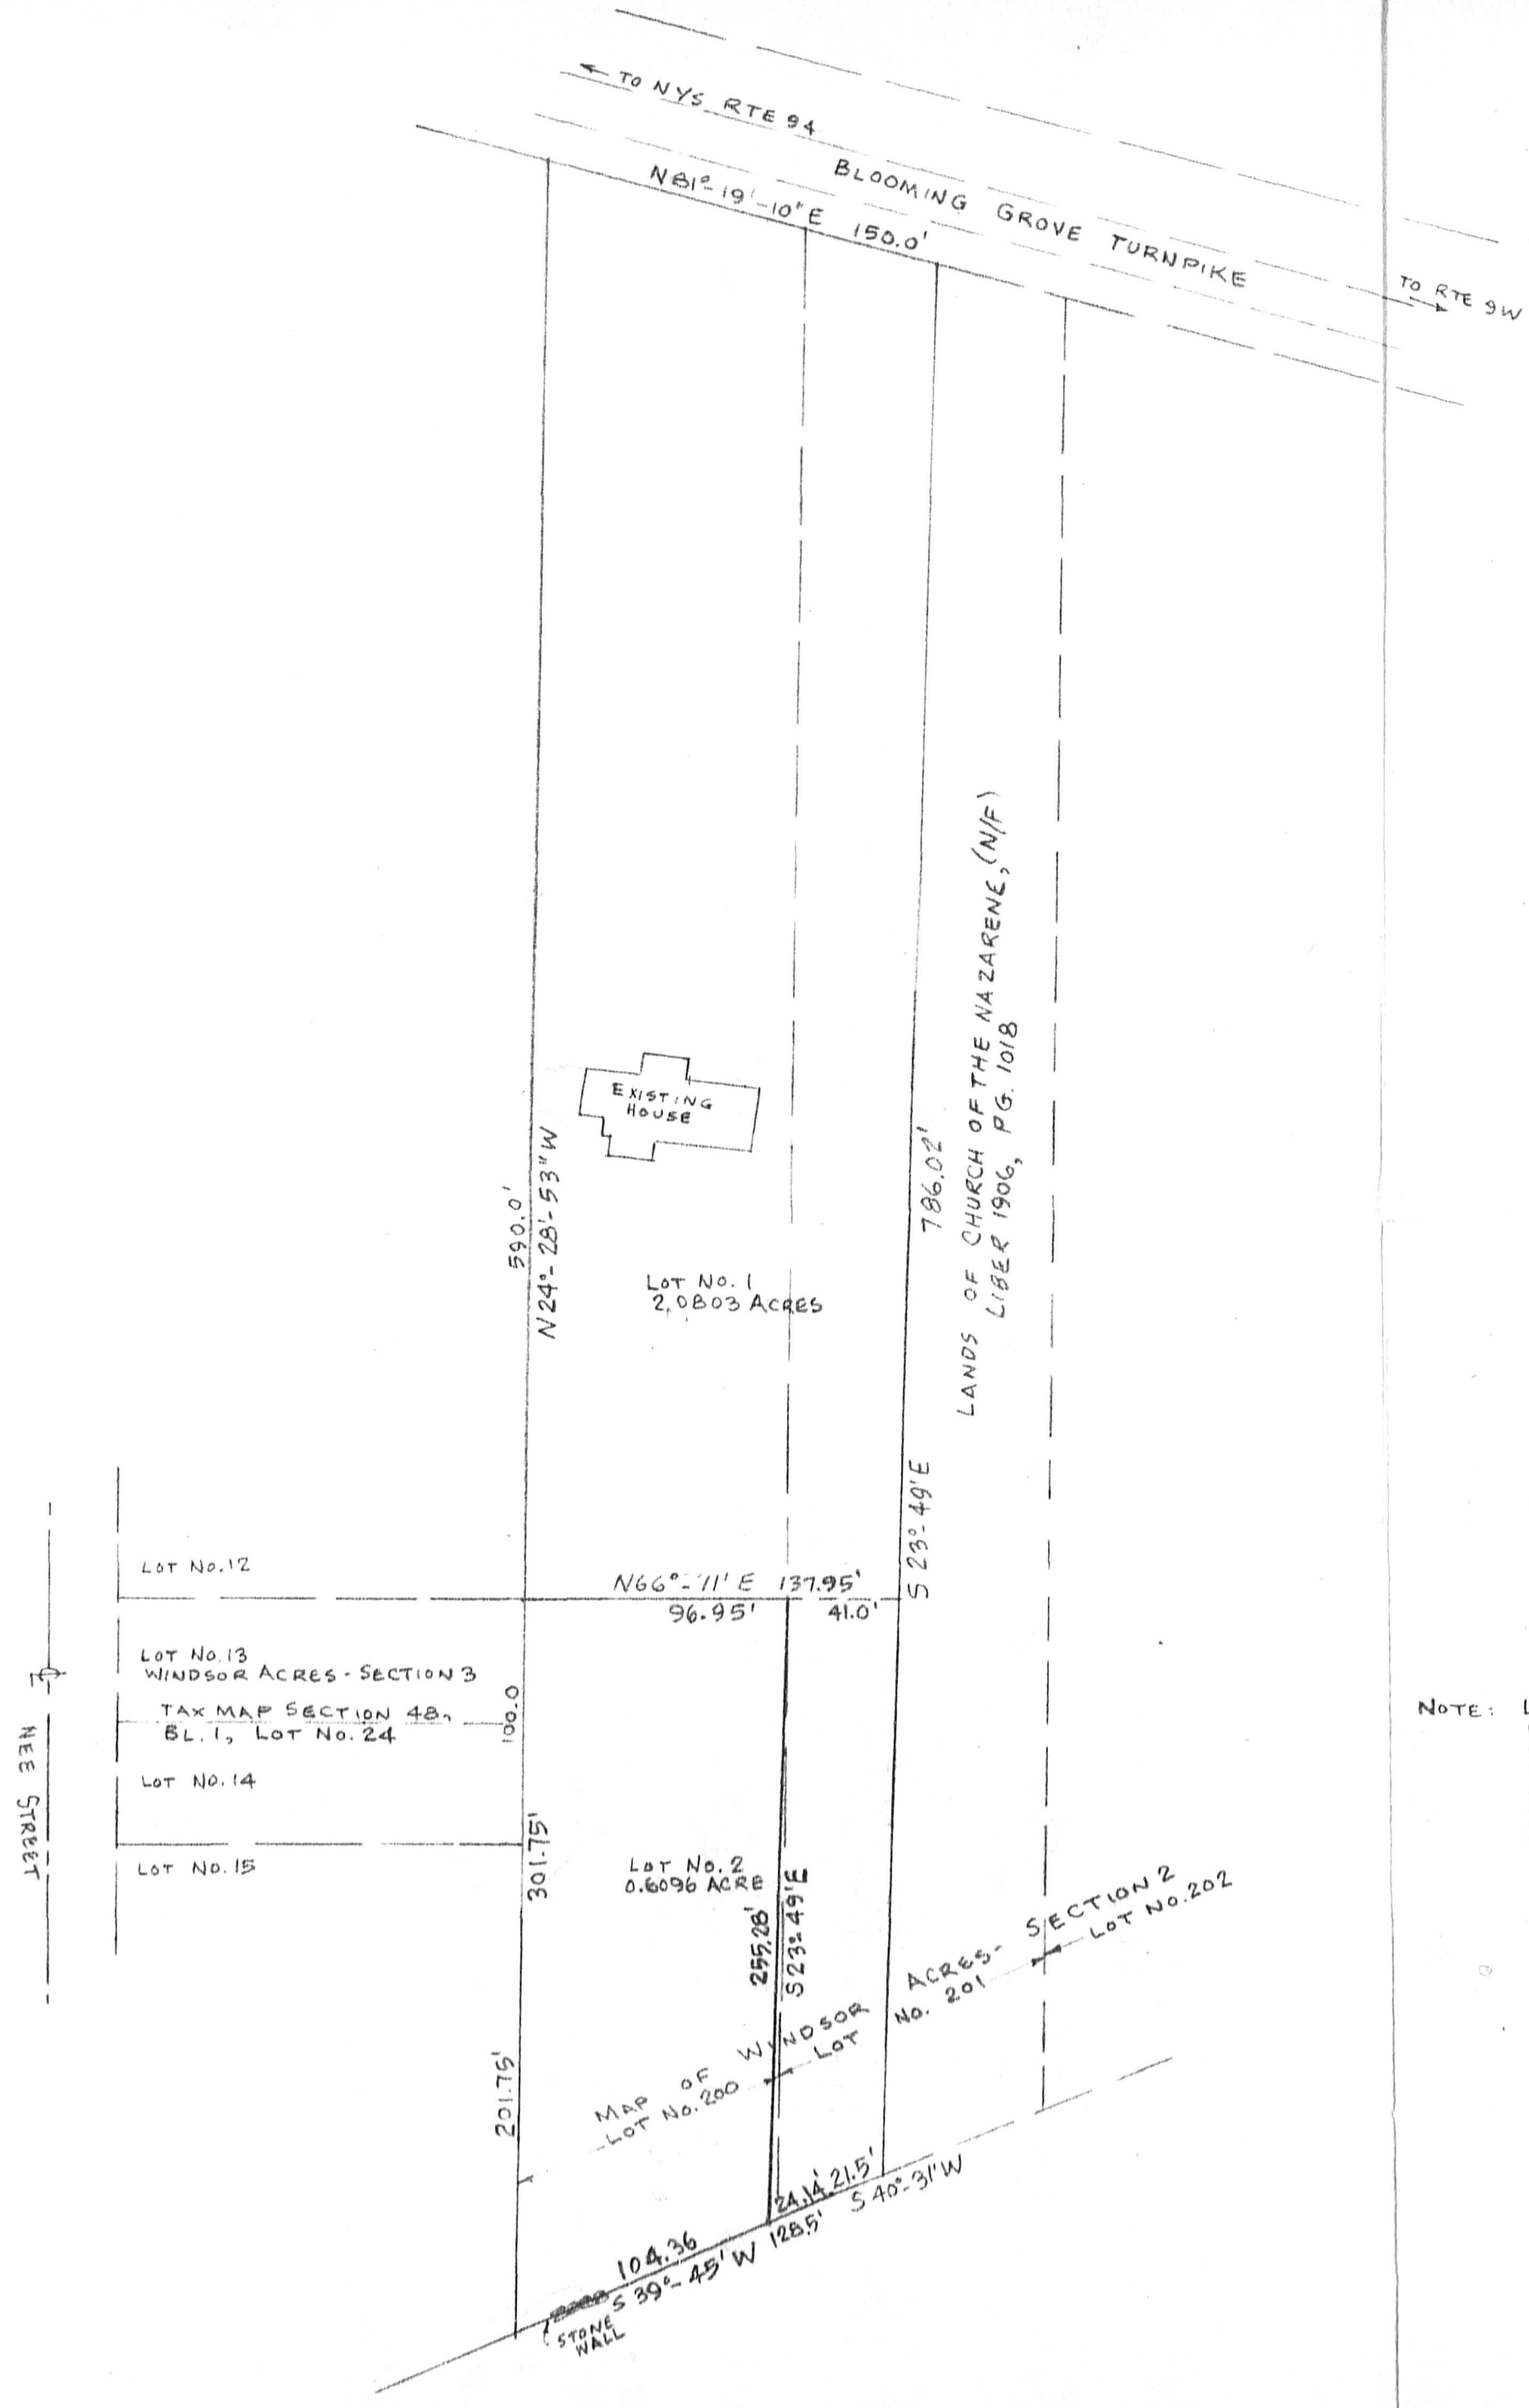 ← TO NYS RTE 94
BLOOMING GROVE TURNPIKE
TO RTE 9W →
N81°-19'-10"E 150.0'
EXISTING
HOUSE
590.0'
N24°-28'-53"W
LOT NO. 1
2.0803 ACRES
786.02'
S 23°-49'E
LANDS OF CHURCH OF THE NAZARENE, (N/F)
LIBER 1906, PG. 1018
LOT NO. 12
N66°-11'E 137.95'
96.95' 41.0'
LOT NO. 13
WINDSOR ACRES - SECTION 3
TAX MAP SECTION 48,
BL. 1, LOT NO. 24
100.0
LOT NO. 14
LOT NO. 15
NEE STREET
NOTE: L
301.75'
LOT NO. 2
0.6096 ACRE
255.28'
S23°-49'E
201.75'
MAP OF WINDSOR ACRES - SECTION 2
LOT NO. 200
LOT NO. 201
LOT NO. 202
24.14' 21.5'
S 40°-31'W
104.36
S 39°-45'W 128.5'
STONE
WALL